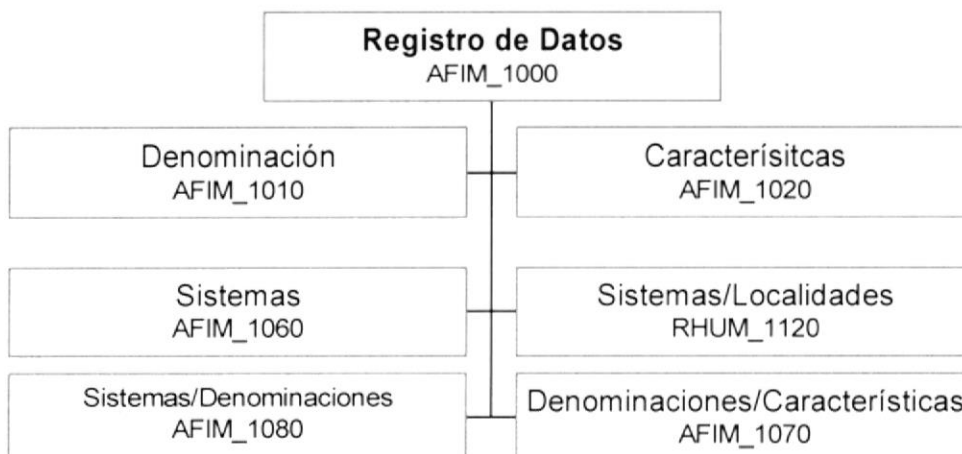 Registro de Datos
AFIM_1000
Denominación
AFIM_1010
Caracterísitcas
AFIM_1020
Sistemas
AFIM_1060
Sistemas/Localidades
RHUM_1120
Sistemas/Denominaciones
AFIM_1080
Denominaciones/Características
AFIM_1070